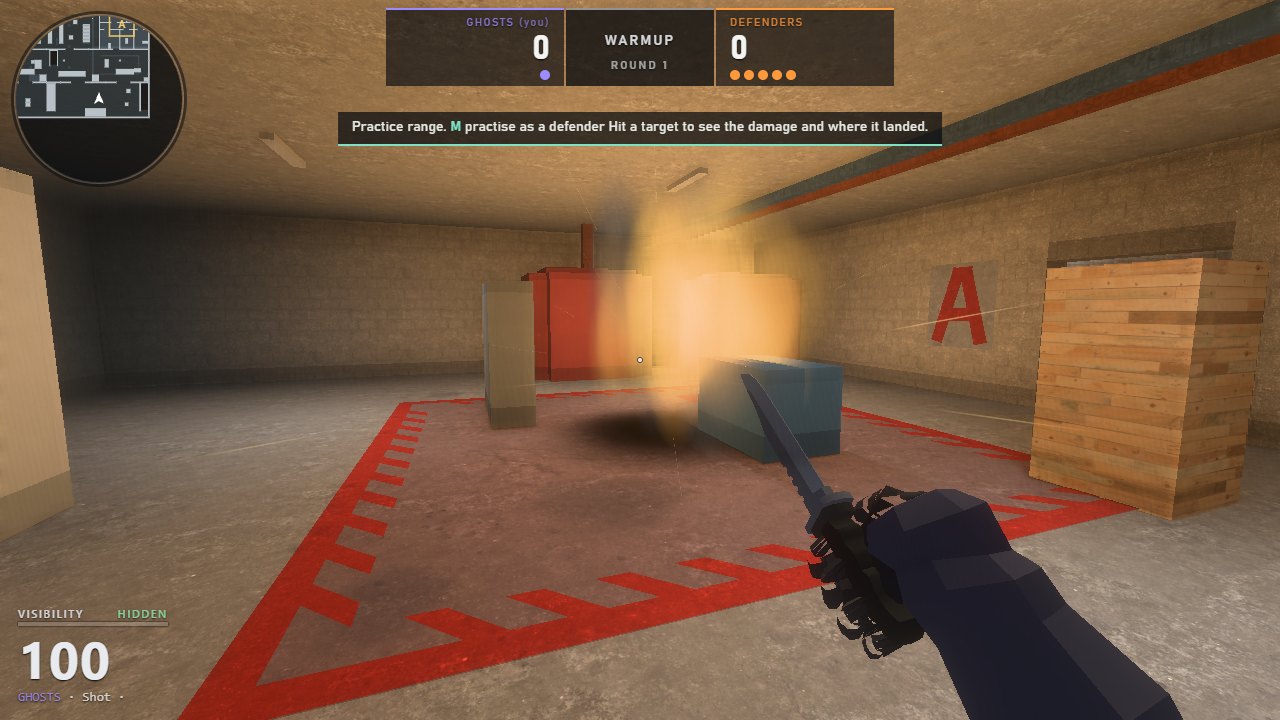 A
GHOSTS (you)
0
WARMUP
ROUND 1
DEFENDERS
0
Practice range. M practise as a defender Hit a target to see the damage and where it landed.
A
VISIBILITY HIDDEN
100
GHOSTS · Shot ·